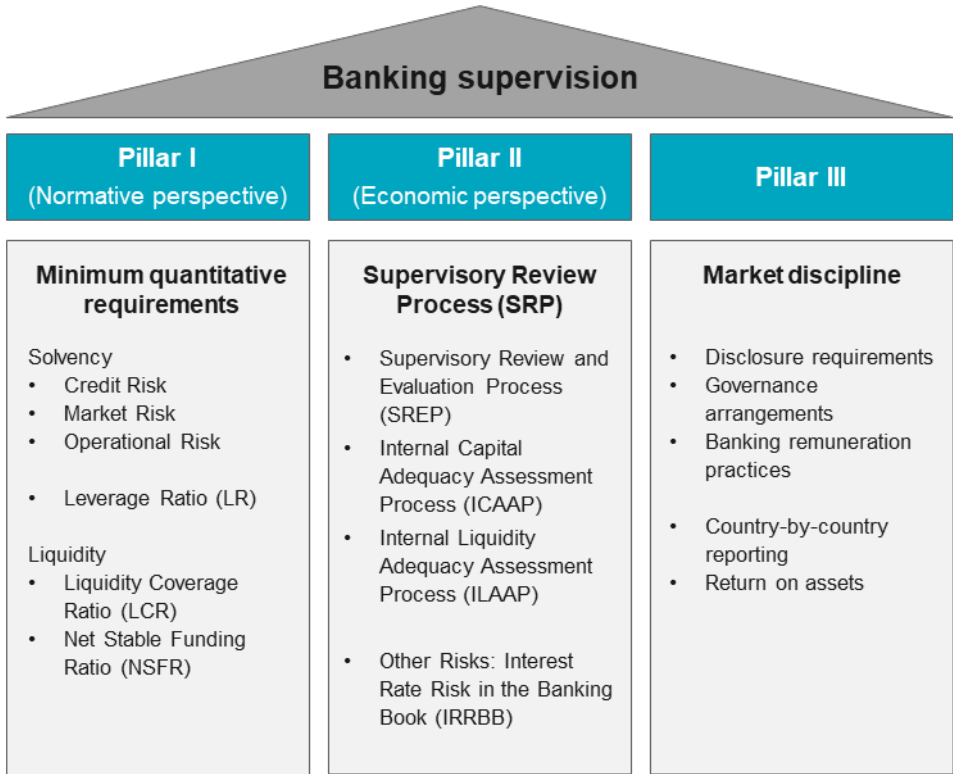 Banking supervision
Pillar I
(Normative perspective)
Pillar II
(Economic perspective)
Pillar III
Minimum quantitative
requirements
Solvency
• Credit Risk
• Market Risk
• Operational Risk
• Leverage Ratio (LR)
Liquidity
• Liquidity Coverage
Ratio (LCR)
• Net Stable Funding
Ratio (NSFR)
Supervisory Review
Process (SRP)
• Supervisory Review and
Evaluation Process
(SREP)
• Internal Capital
Adequacy Assessment
Process (ICAAP)
• Internal Liquidity
Adequacy Assessment
Process (ILAAP)
• Other Risks: Interest
Rate Risk in the Banking
Book (IRRBB)
Market discipline
• Disclosure requirements
• Governance
arrangements
• Banking remuneration
practices
• Country-by-country
reporting
• Return on assets